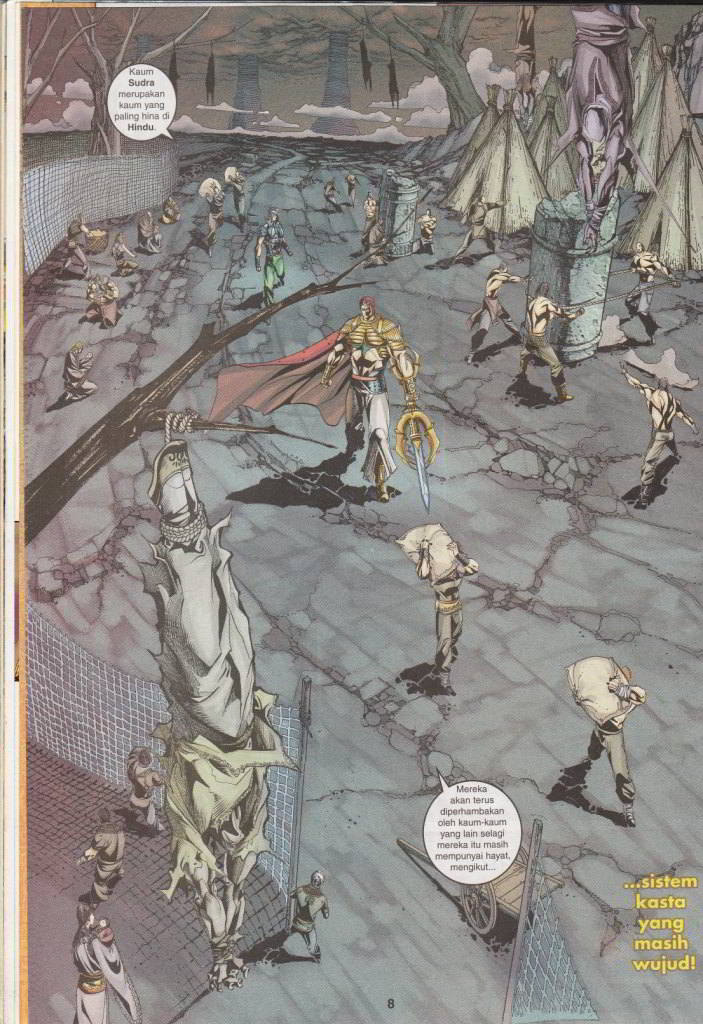 Kaum
Sudra
merupakan
kaum yang
paling hina di
Hindu.
Mereka
akan terus
diperhambakan
oleh kaum-kaum
yang lain selagi
mereka itu masih
mempunyai hayat,
mengikut...
...sistem
kasta
yang
masih
wujud!
8